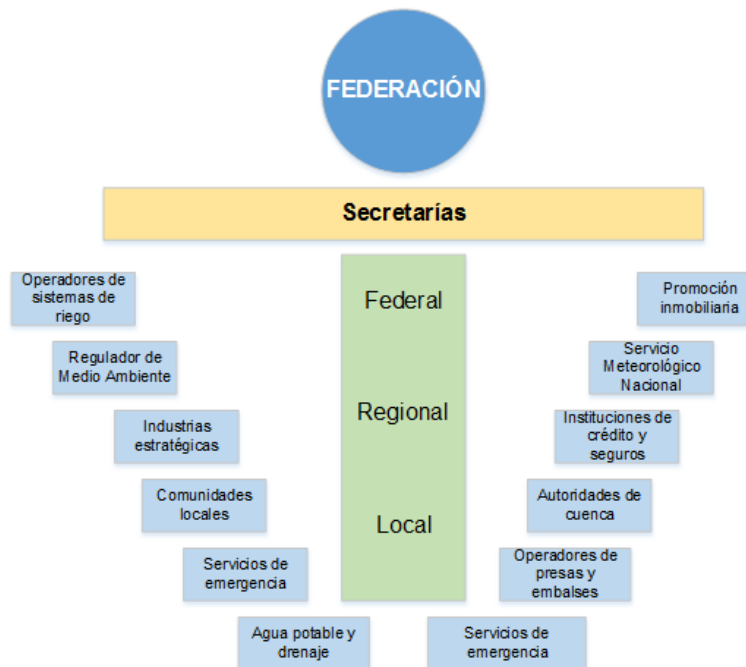 FEDERACIÓN
Secretarías
Federal
Regional
Local
Operadores de
sistemas de
riego
Regulador de
Medio Ambiente
Industrias
estratégicas
Comunidades
locales
Servicios de
emergencia
Agua potable y
drenaje
Promoción
inmobiliaria
Servicio
Meteorológico
Nacional
Instituciones de
crédito y
seguros
Autoridades de
cuenca
Operadores de
presas y
embalses
Servicios de
emergencia